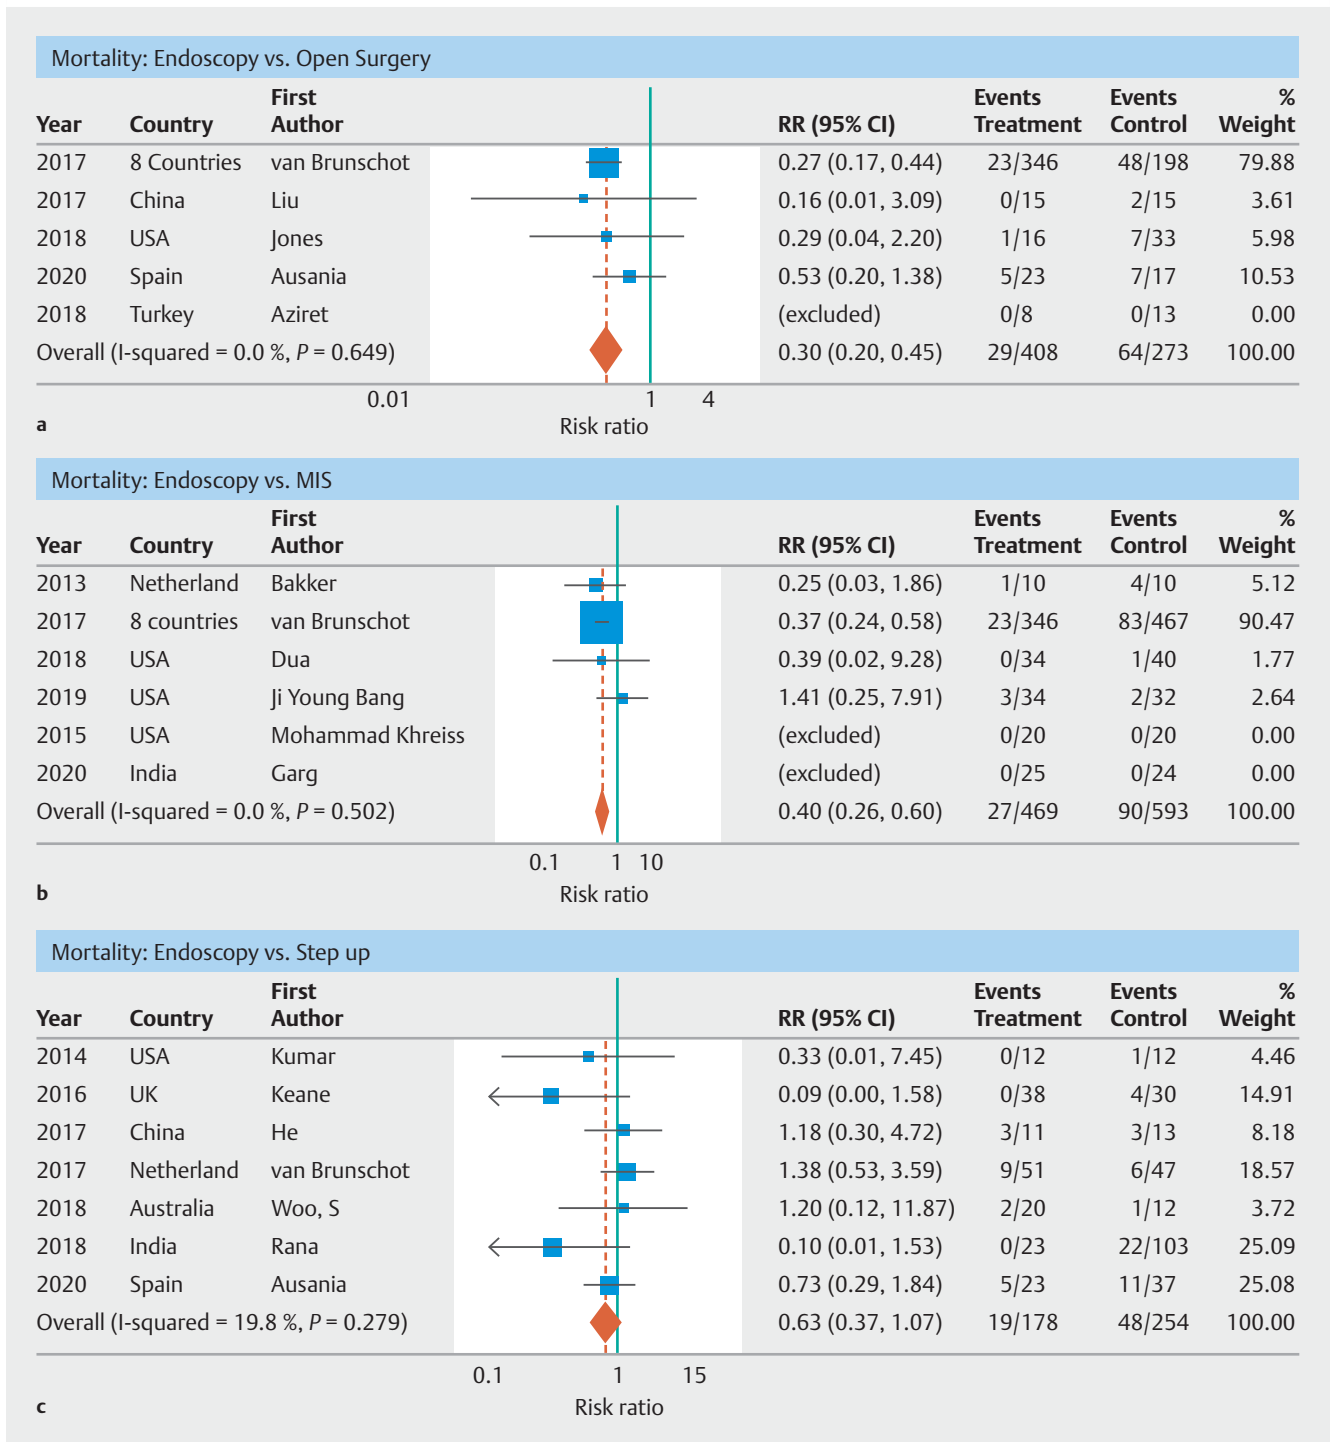 Mortality: Endoscopy vs. Open Surgery
First Events Events %
Year Country Author RR (95% CI) Treatment Control Weight
2017 8 Countries van Brunschot 0.27 (0.17, 0.44) 23/346 48/198 79.88
2017 China Liu 0.16 (0.01, 3.09) 0/15 2/15 3.61
2018 USA Jones 0.29 (0.04, 2.20) 1/16 7/33 5.98
2020 Spain Ausania 0.53 (0.20, 1.38) 5/23 7/17 10.53
2018 Turkey Aziret (excluded) 0/8 0/13 0.00
Overall (I-squared = 0.0 %, P = 0.649) 0.30 (0.20, 0.45) 29/408 64/273 100.00
0.01 1 4
a Risk ratio
Mortality: Endoscopy vs. MIS
First Events Events %
Year Country Author RR (95% CI) Treatment Control Weight
2013 Netherland Bakker 0.25 (0.03, 1.86) 1/10 4/10 5.12
2017 8 countries van Brunschot 0.37 (0.24, 0.58) 23/346 83/467 90.47
2018 USA Dua 0.39 (0.02, 9.28) 0/34 1/40 1.77
2019 USA Ji Young Bang 1.41 (0.25, 7.91) 3/34 2/32 2.64
2015 USA Mohammad Khreiss (excluded) 0/20 0/20 0.00
2020 India Garg (excluded) 0/25 0/24 0.00
Overall (I-squared = 0.0 %, P = 0.502) 0.40 (0.26, 0.60) 27/469 90/593 100.00
0.1 1 10
b Risk ratio
Mortality: Endoscopy vs. Step up
First Events Events %
Year Country Author RR (95% CI) Treatment Control Weight
2014 USA Kumar 0.33 (0.01, 7.45) 0/12 1/12 4.46
2016 UK Keane 0.09 (0.00, 1.58) 0/38 4/30 14.91
2017 China He 1.18 (0.30, 4.72) 3/11 3/13 8.18
2017 Netherland van Brunschot 1.38 (0.53, 3.59) 9/51 6/47 18.57
2018 Australia Woo, S 1.20 (0.12, 11.87) 2/20 1/12 3.72
2018 India Rana 0.10 (0.01, 1.53) 0/23 22/103 25.09
2020 Spain Ausania 0.73 (0.29, 1.84) 5/23 11/37 25.08
Overall (I-squared = 19.8 %, P = 0.279) 0.63 (0.37, 1.07) 19/178 48/254 100.00
0.1 1 15
c Risk ratio